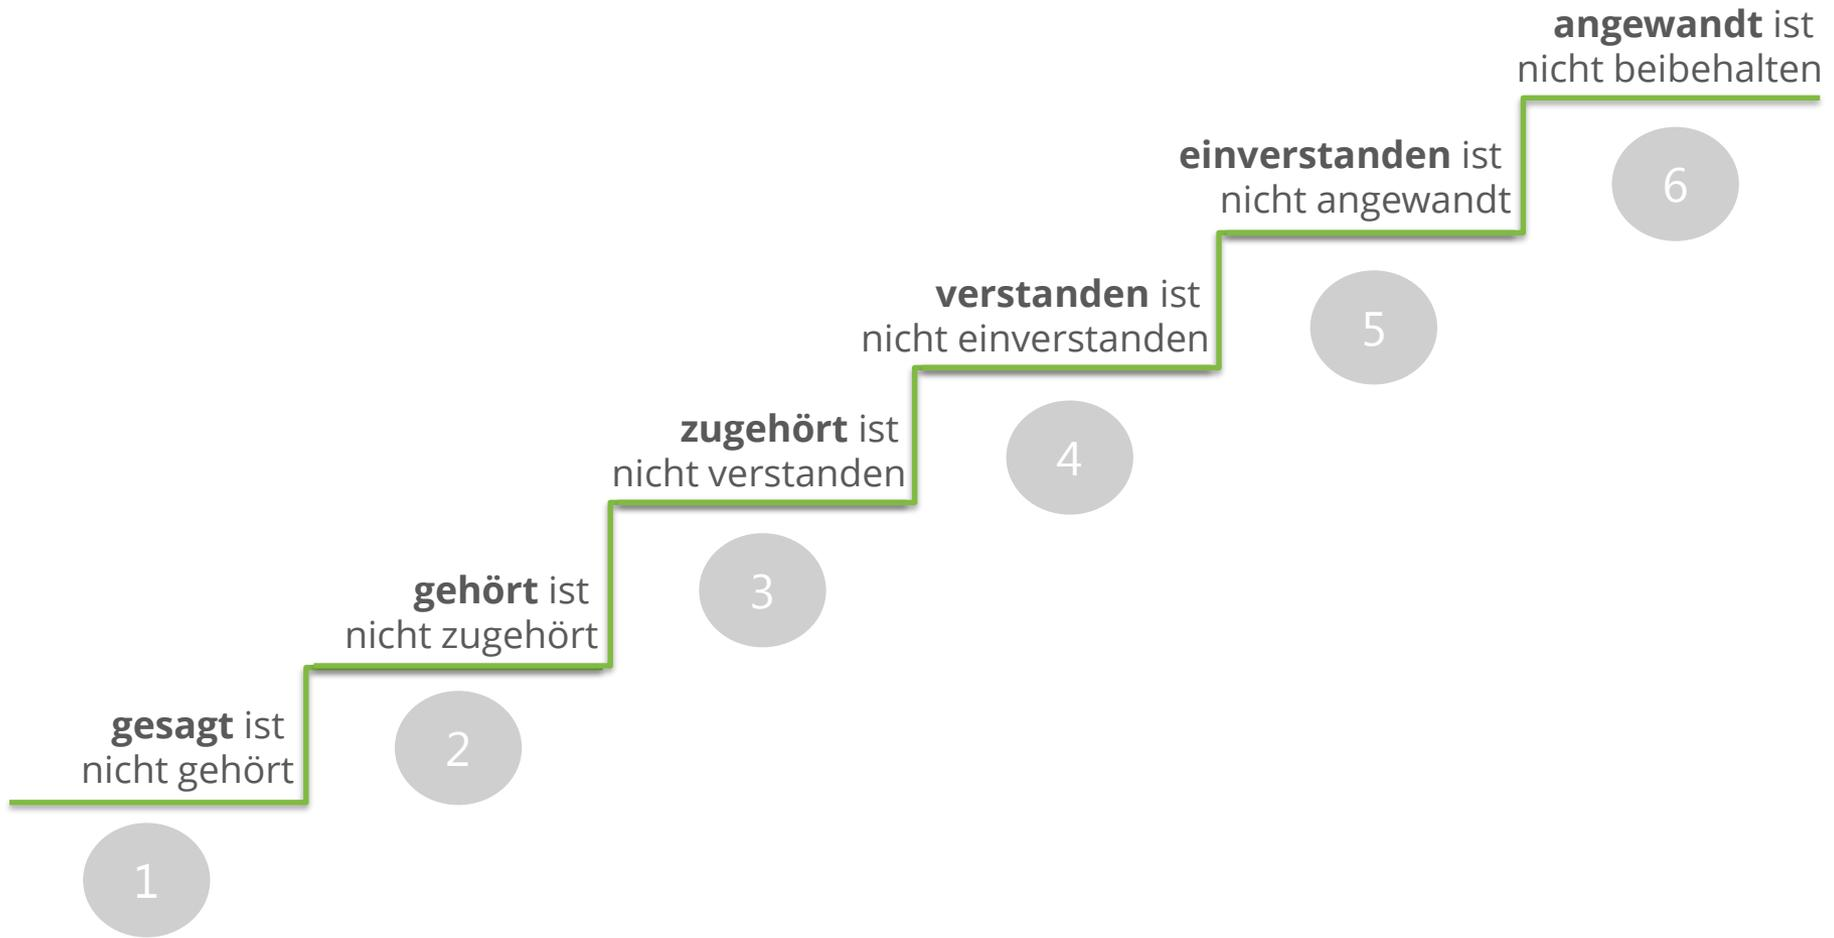 angewandt ist
nicht beibehalten
6
einverstanden ist
nicht angewandt
5
verstanden ist
nicht einverstanden
4
zugehört ist
nicht verstanden
3
gehört ist
nicht zugehört
2
gesagt ist
nicht gehört
1